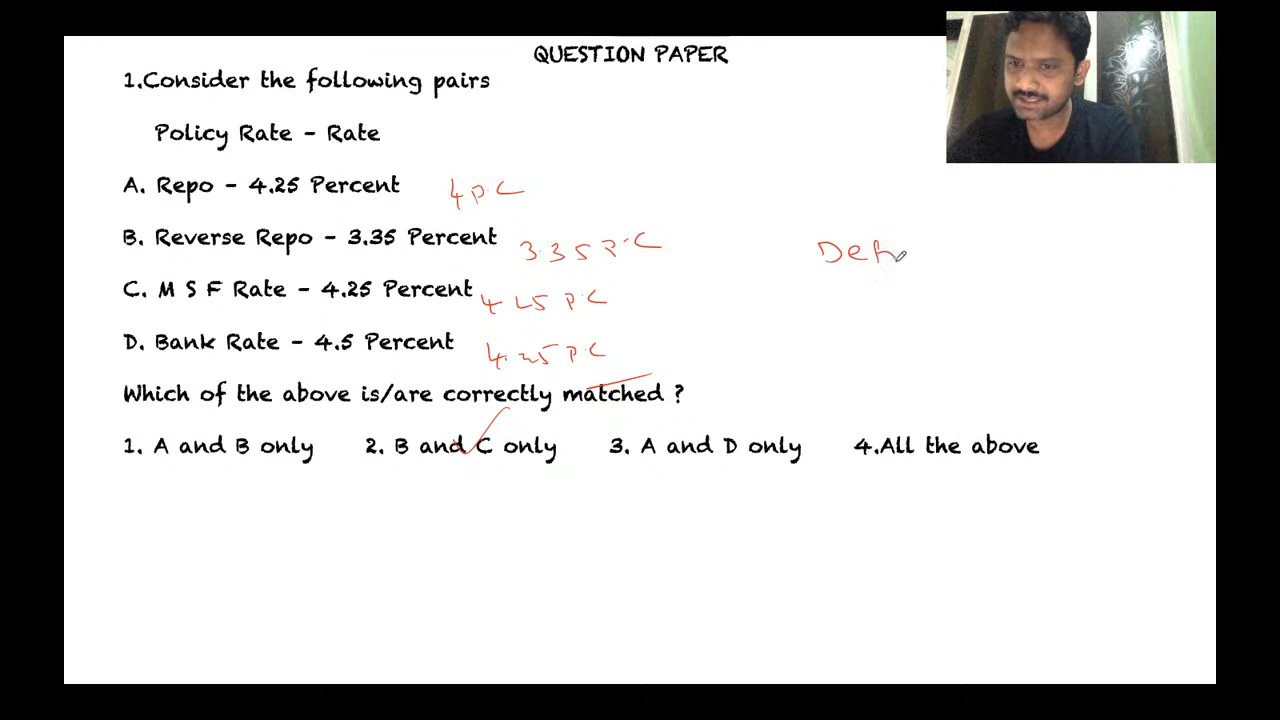 QUESTION PAPER
1.Consider the following pairs
Policy Rate - Rate
A. Repo - 4.25 Percent 4 P.C
B. Reverse Repo - 3.35 Percent 3.35 P.C
C. M S F Rate - 4.25 Percent 4.25 P.C
D. Bank Rate - 4.5 Percent 4.25 P.C
Which of the above is/are correctly matched ?
1. A and B only 2. B and C only 3. A and D only 4.All the above